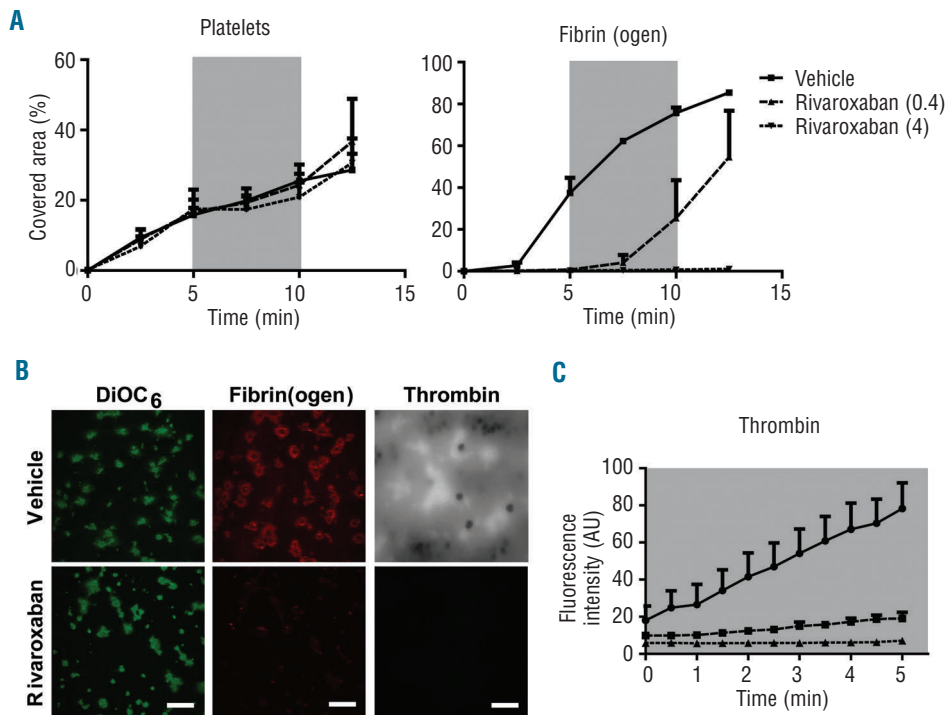 A
Platelets
Fibrin (ogen)
Covered area (%)
60
40
20
0
0 5 10 15
Time (min)
100
80
60
40
20
0
0 5 10 15
Time (min)
Vehicle
Rivaroxaban (0.4)
Rivaroxaban (4)
B
DiOC6 Fibrin(ogen) Thrombin
Vehicle
Rivaroxaban
C
Thrombin
Fluorescence
intensity (AU)
100
80
60
40
20
0
0 1 2 3 4 5
Time (min)